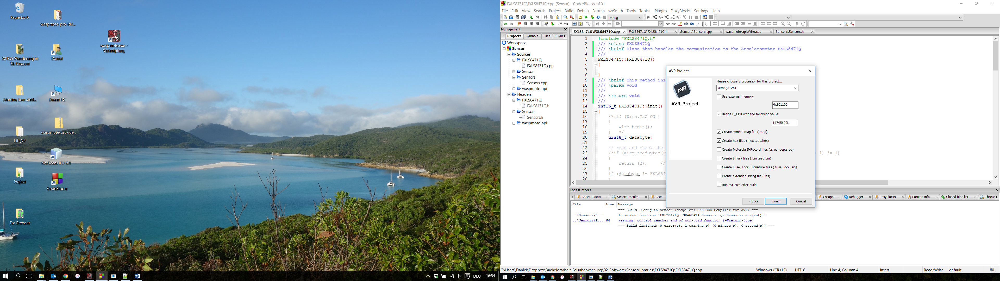 Papierkorb
waspmote-pro-ide...
waspmote.exe -
Verknüpfung
2016.5 Wanderung in
St. Ursanne
Daniel
Dieser PC
waspmote-pro-ide...
Lift_V2
NetBeans IDE 8.1
Projekt
CodeBlocks
Tor Browser
DEU 16:54
FXLS8471Q\FXLS8471Q.cpp [Sensor] - Code::Blocks 16.01
File Edit View Search Project Build Debug Fortran wxSmith Tools Tools+ Plugins DoxyBlocks Settings Help
Debug
/** *<
Management
Projects Symbols Files FSym
Workspace
Sensor
Sources
FXLS8471Q
FXLS8471Q.cpp
Sensor
Sensors
Sensors.cpp
waspmote-api
Headers
FXLS8471Q
FXLS8471Q.h
Sensors
Sensors.h
waspmote-api
FXLS8471Q\FXLS8471Q.cpp FXLS8471Q\FXLS8471Q.h Sensors\Sensors.cpp waspmote-api\Wire.cpp Sensors\Sensors.h
1 #include "FXLS8471Q.h"
2 /// \class FXLS8471Q
3 /// \brief Class that handles the communication to the Accelerometer FXLS8471Q
4 ///
5 FXLS8471Q::FXLS8471Q()
6 {
7
8 }
9 /// \brief This method ini
10 /// \param void
11 ///
12 /// \return void
13 ///
14 int16_t FXLS8471Q::init()
15 {
16 /*if( !Wire.I2C_ON )
17 {
18 Wire.begin();
19 } */
20 uint8_t databyte;
21
22 // read and check the
23 /*if (Wire.readBytes(F 1) != 1)
24 {
25 return (2); //
26 }
27 if (databyte != FXLS84
28 {
AVR Project
AVR
AVR Project
Please choose a processor for this project...
atmega1281
Use external memory
0x801100
Define F_CPU with the following value:
14745600L
Create symbol map file (.map)
Create hex files (.hex .eep.hex)
Create Motorola S-Record files (.srec .eep.srec)
Create Binary files (.bin .eep.bin)
Create Fuse, Lock, Signature files (.fuse .lock .sig)
Create extended listing file (.lss)
Run avr-size after build
< Back Finish Cancel
Logs & others
Code::Blocks Search results Cccc Cscope Debugger DoxyBlocks Fortran info Closed files list Threac
File Line Message
=== Build: Debug in Sensor (compiler: GNU GCC Compiler for AVR) ===
..\Sensors\S... In member function 'FXLS8471Q::SRAWDATA Sensors::getSensorsstate(int)':
..\Sensors\S... 54 warning: control reaches end of non-void function [-Wreturn-type]
=== Build finished: 0 error(s), 1 warning(s) (0 minute(s), 0 second(s)) ===
C:\Users\Daniel\Dropbox\Bachelorarbeit_Felsüberwachung\02_Software\Sensor\libraries\FXLS8471Q\FXLS8471Q.cpp Windows (CR+LF) UTF-8 Line 4, Column 4 Insert Read/Write default